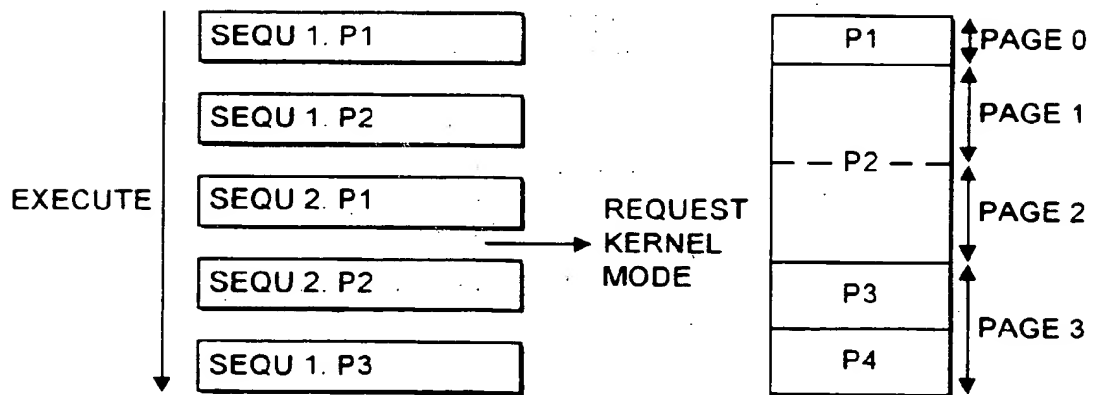 SEQU 1. P1
SEQU 1. P2
EXECUTE
SEQU 2. P1
SEQU 2. P2
SEQU 1. P3
REQUEST
KERNEL
MODE
P1
PAGE 0
PAGE 1
P2
PAGE 2
P3
PAGE 3
P4